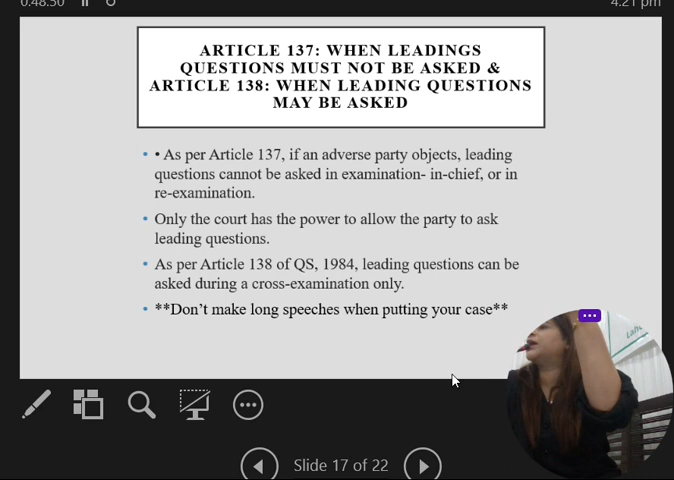 0:48:50
4:21 pm
ARTICLE 137: WHEN LEADINGS
QUESTIONS MUST NOT BE ASKED &
ARTICLE 138: WHEN LEADING QUESTIONS
MAY BE ASKED
• • As per Article 137, if an adverse party objects, leading
questions cannot be asked in examination- in-chief, or in
re-examination.
• Only the court has the power to allow the party to ask
leading questions.
• As per Article 138 of QS, 1984, leading questions can be
asked during a cross-examination only.
• **Don't make long speeches when putting your case**
Slide 17 of 22